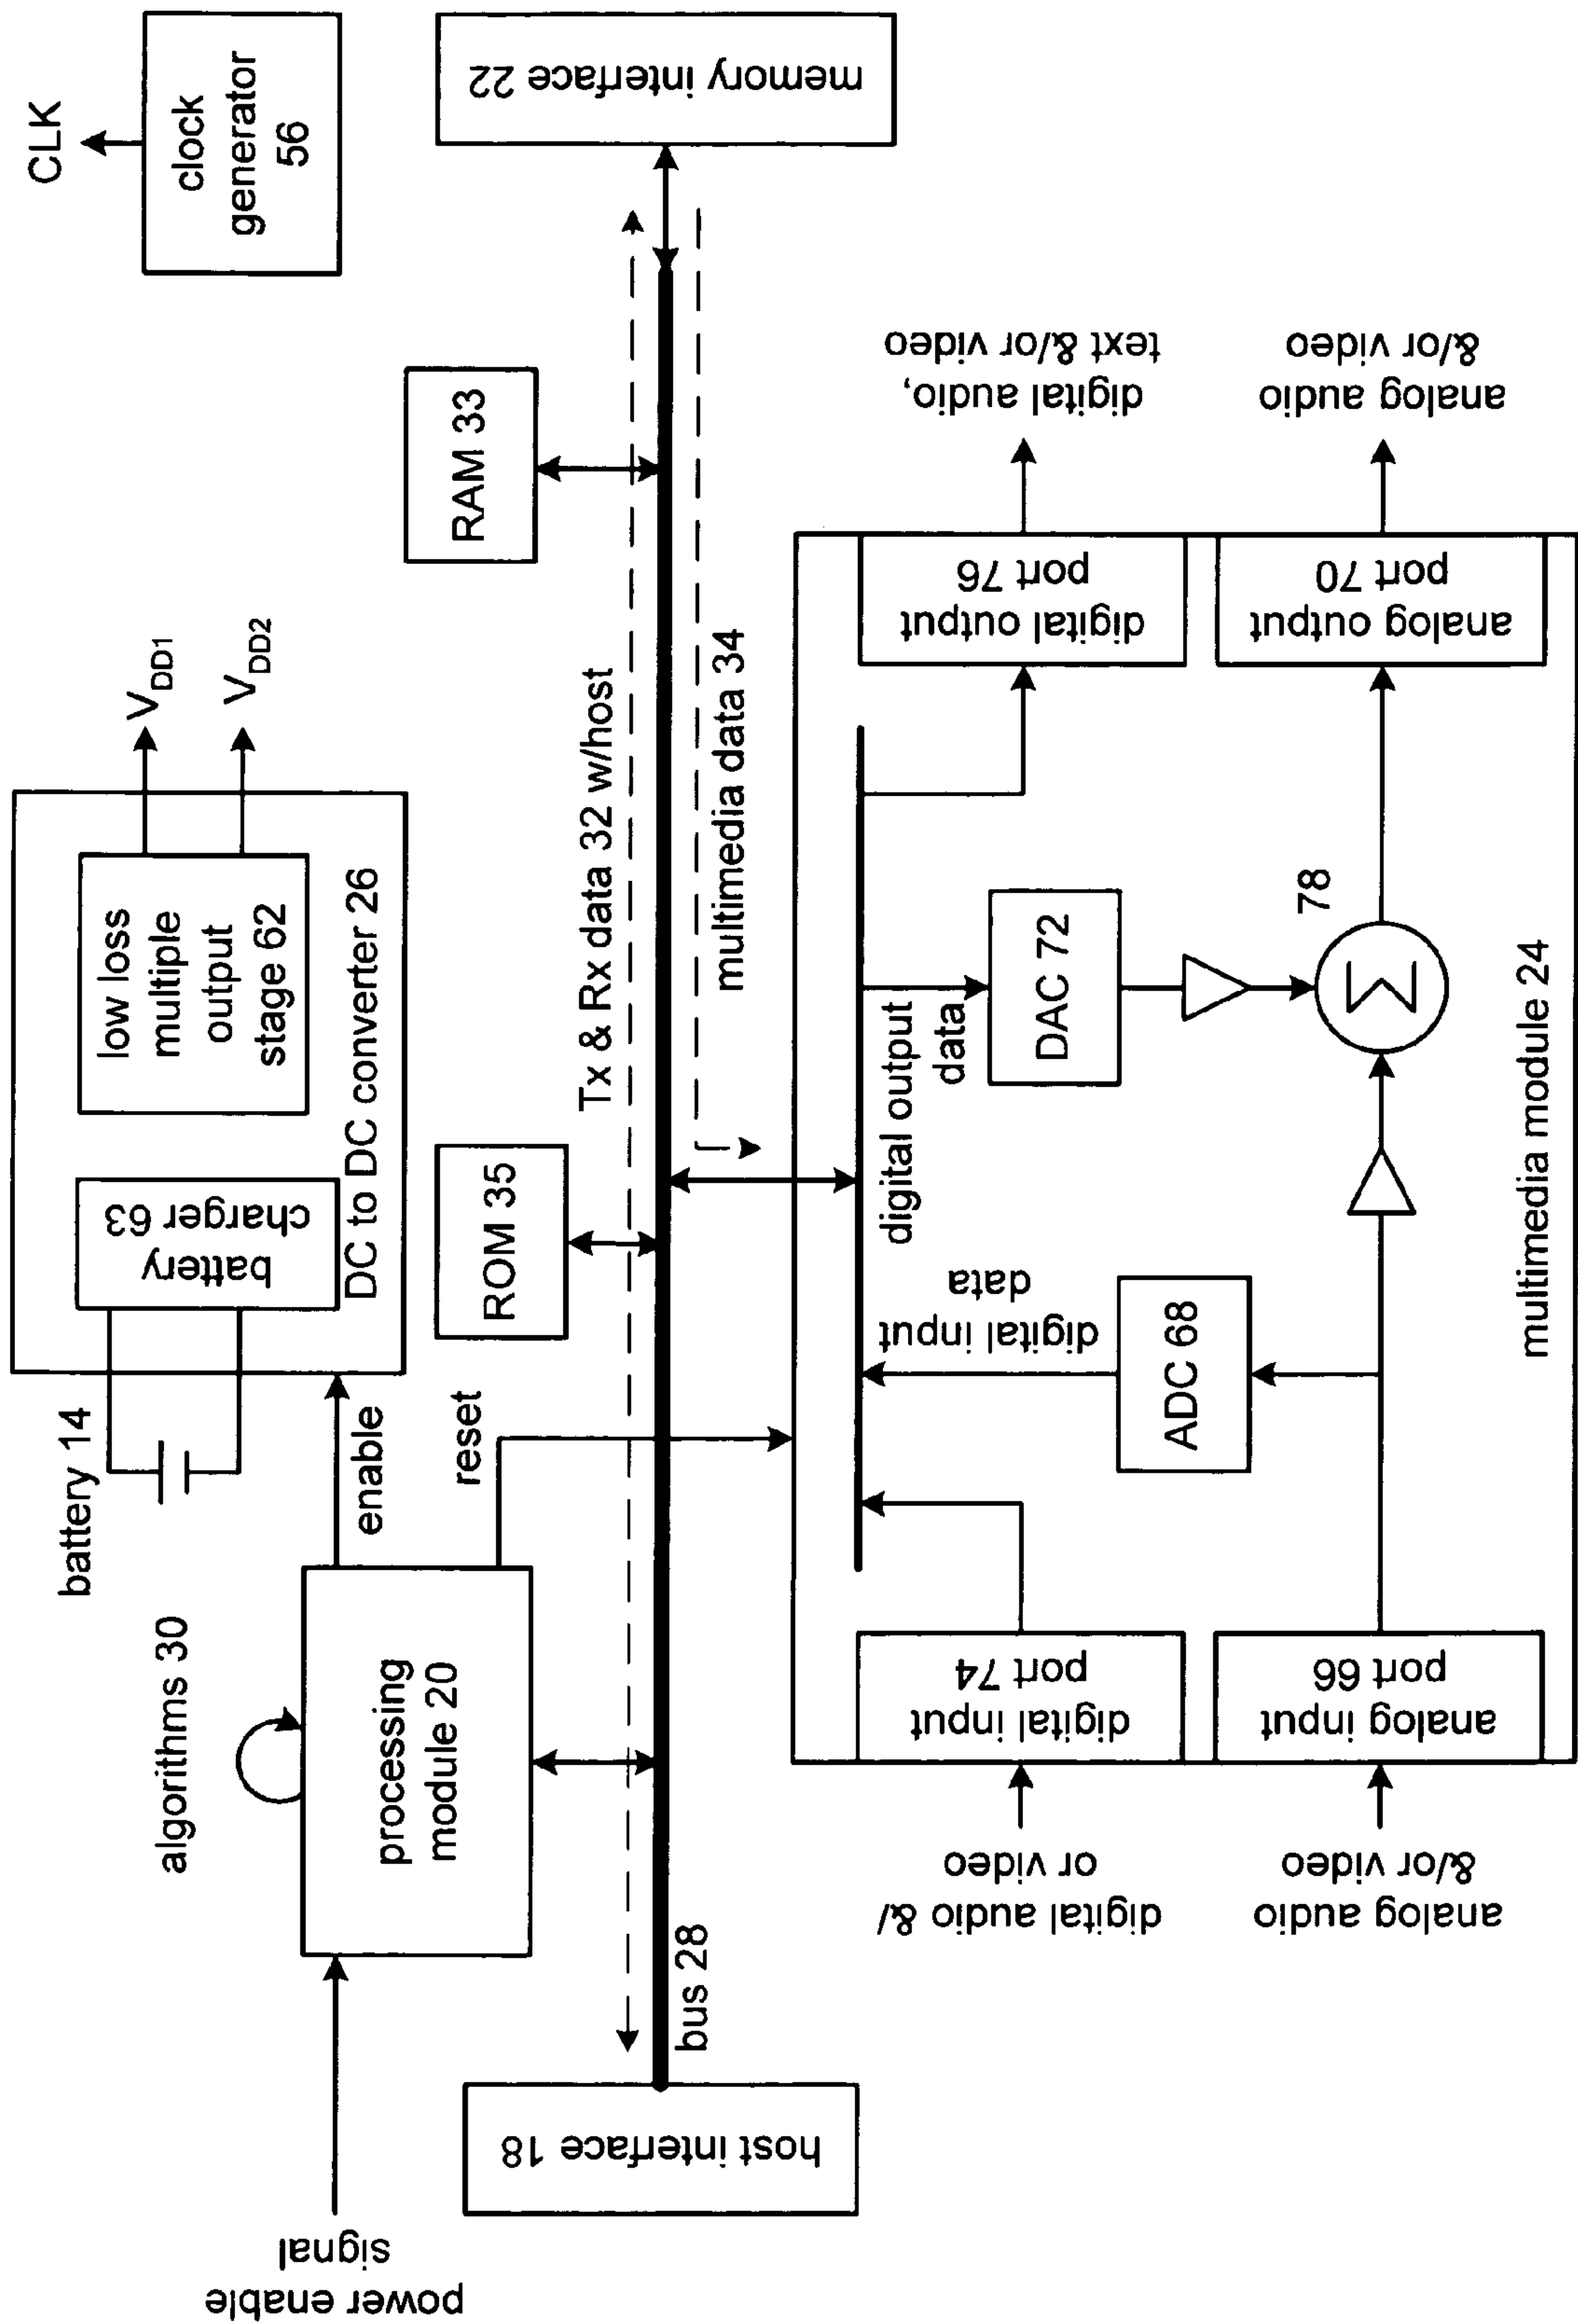 CLK
clock
generator
56
memory interface 22
RAM 33
V_DD1
V_DD2
low loss
multiple
output
stage 62
battery
charger 63
DC to DC converter 26
battery 14
enable
reset
algorithms 30
processing
module 20
power enable
signal
host interface 18
bus 28
ROM 35
Tx & Rx data 32 w/host
multimedia data 34
digital audio &/
or video
analog audio
&/or video
digital input
port 74
analog input
port 66
digital input
data
ADC 68
digital output
data
DAC 72
78
Σ
digital output
port 76
analog output
port 70
digital audio,
text &/or video
analog audio
&/or video
multimedia module 24